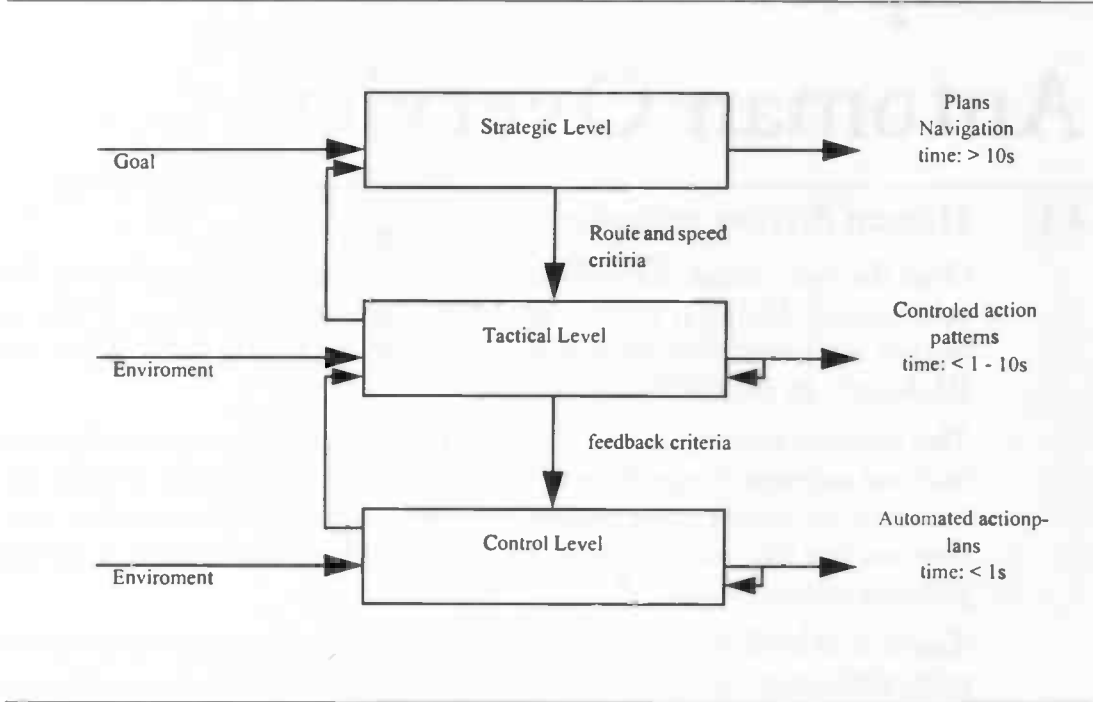 Strategic Level
Plans
Navigation
time: > 10s
Goal
Route and speed
critiria
Tactical Level
Controled action
patterns
time: < 1 - 10s
Enviroment
feedback criteria
Control Level
Automated actionp-
lans
time: < 1s
Enviroment